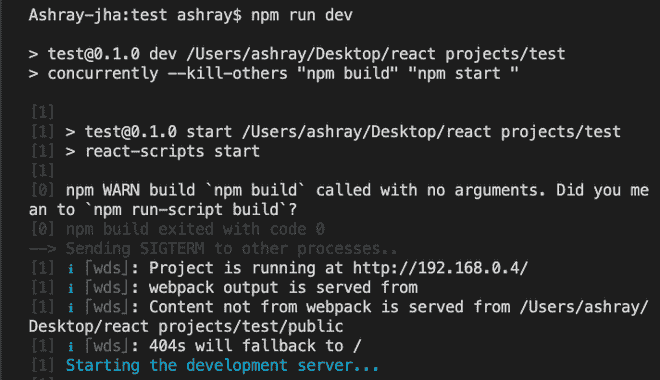 Ashray-jha:test ashray$ npm run dev
> test@0.1.0 dev /Users/ashray/Desktop/react projects/test
> concurrently --kill-others "npm build" "npm start "
[1]
[1] > test@0.1.0 start /Users/ashray/Desktop/react projects/test
[1] > react-scripts start
[1]
[0] npm WARN build `npm build` called with no arguments. Did you me
an to `npm run-script build`?
[0] npm build exited with code 0
--> Sending SIGTERM to other processes..
[1] ℹ ｢wds｣: Project is running at http://192.168.0.4/
[1] ℹ ｢wds｣: webpack output is served from
[1] ℹ ｢wds｣: Content not from webpack is served from /Users/ashray/
Desktop/react projects/test/public
[1] ℹ ｢wds｣: 404s will fallback to /
[1] Starting the development server...